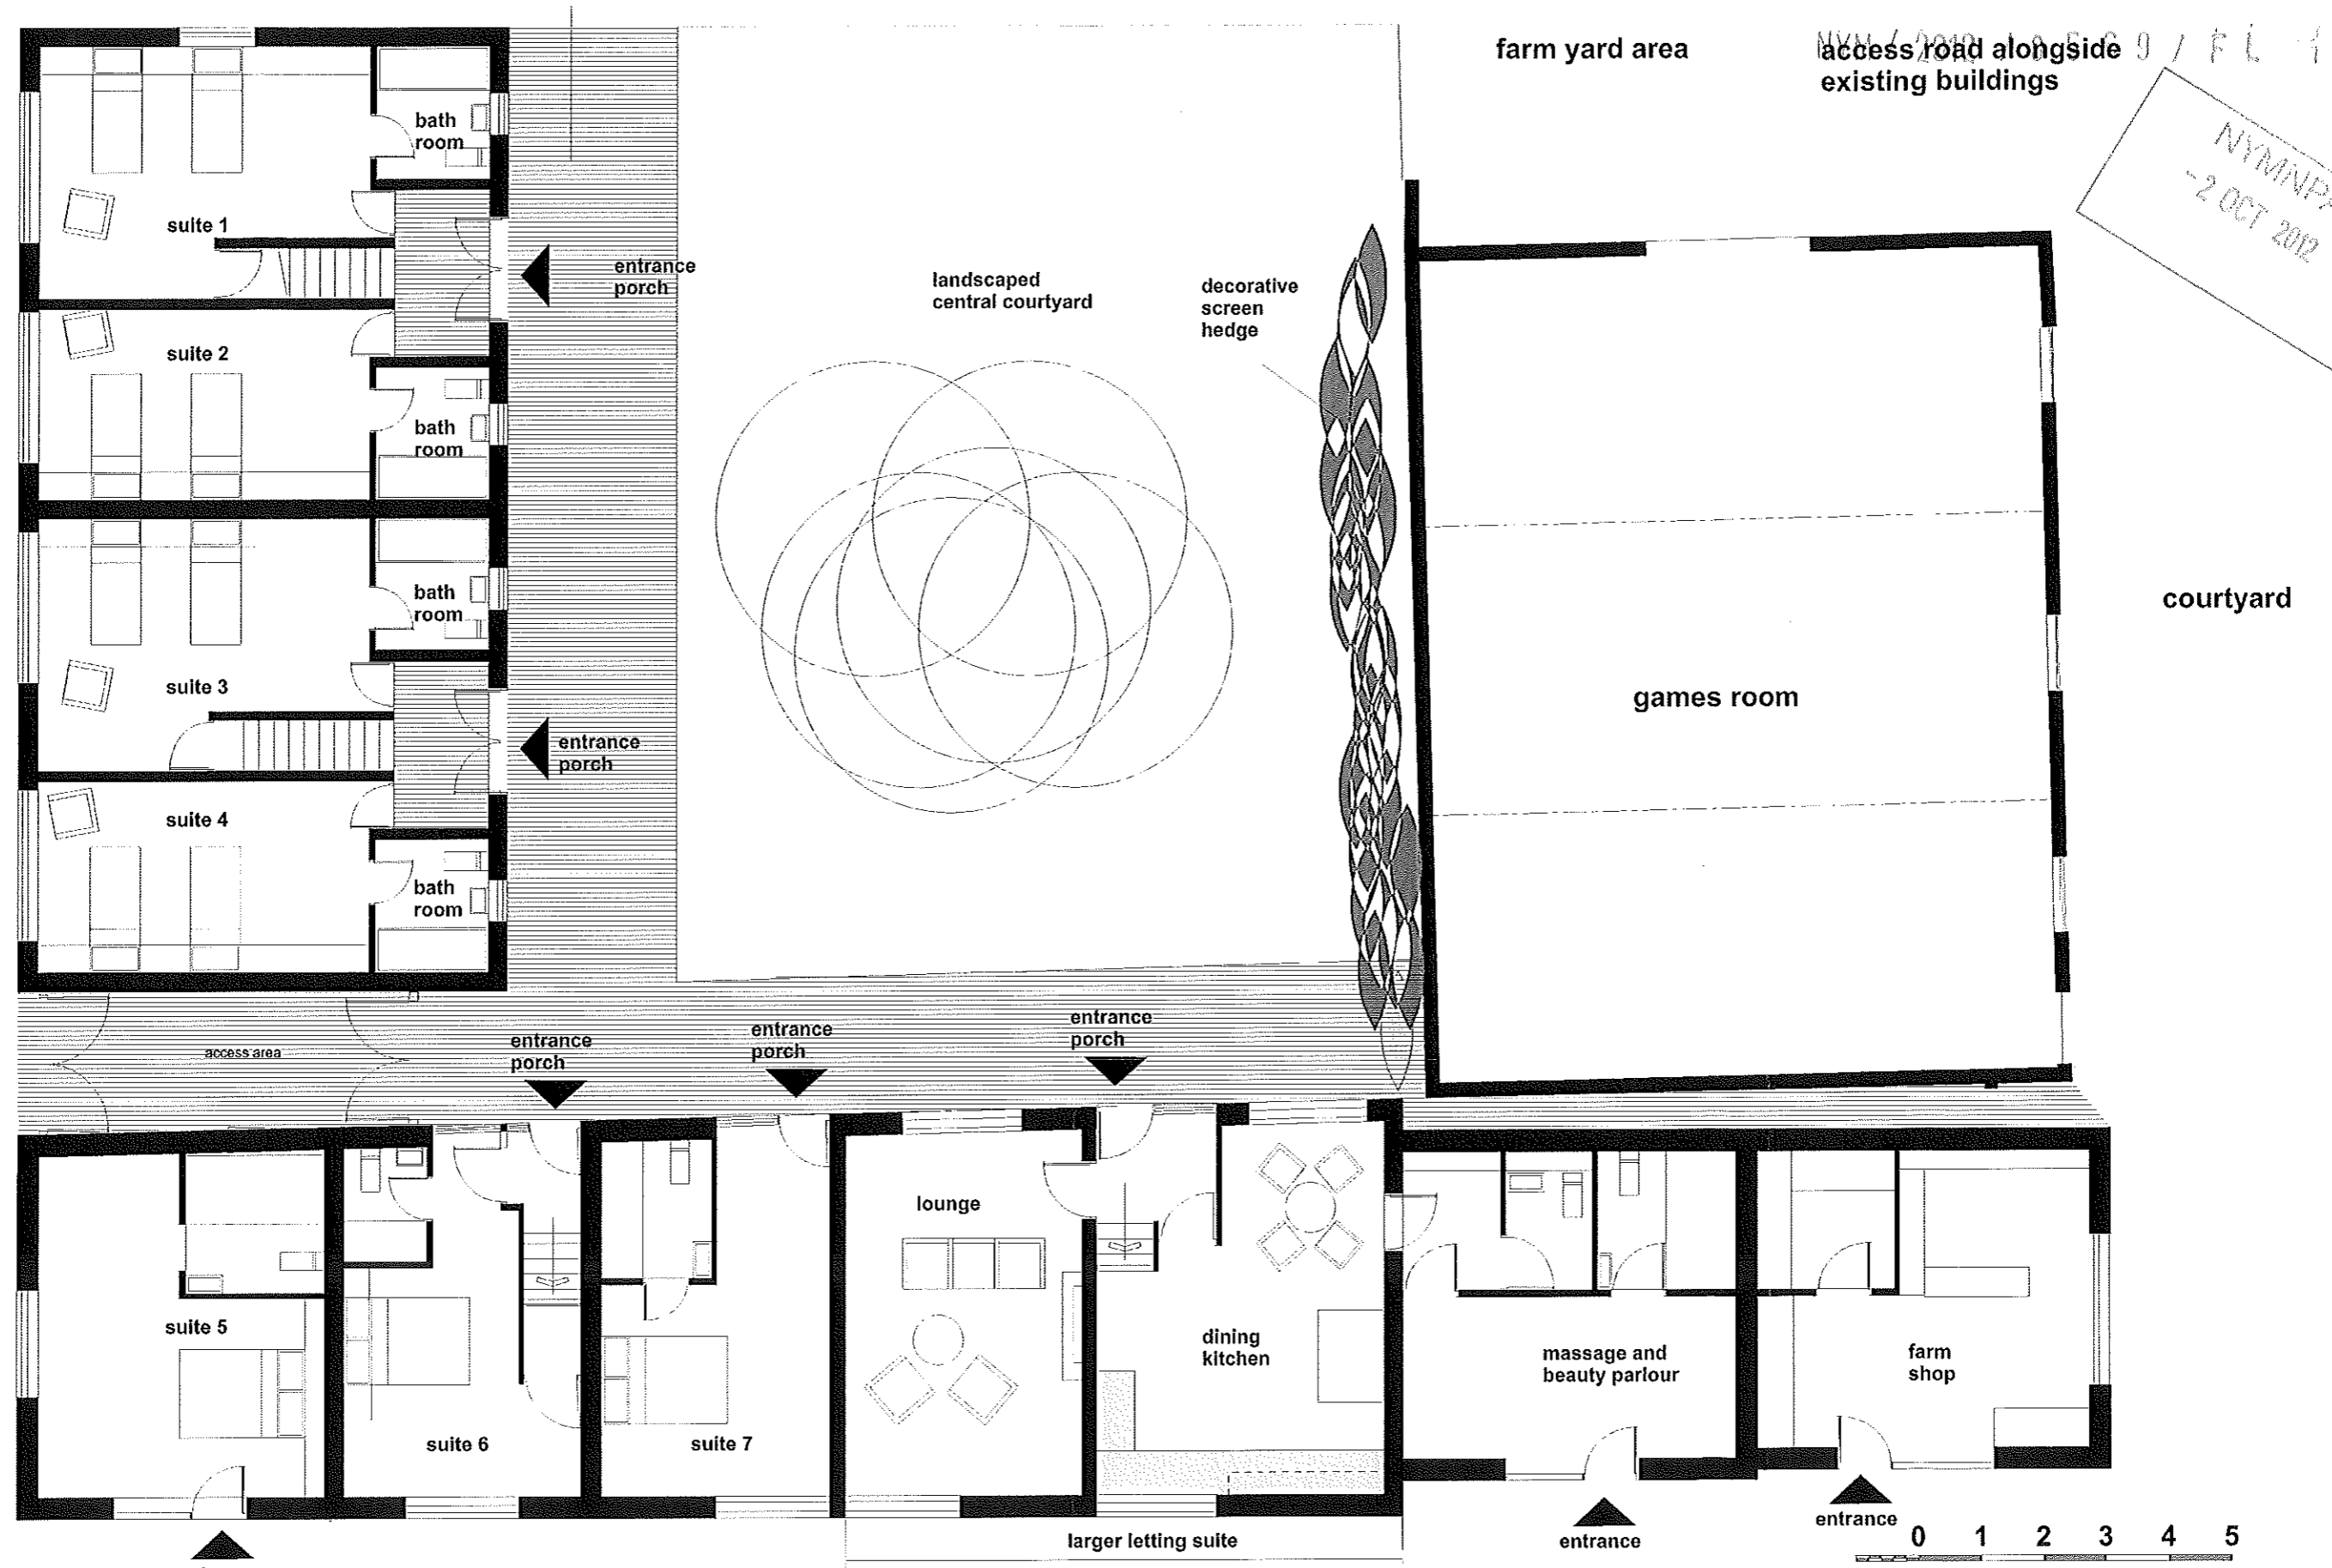 farm yard area
access road alongside
existing buildings
NYMNPA
-2 OCT 2012
bath
room
suite 1
entrance
porch
landscaped
central courtyard
decorative
screen
hedge
suite 2
bath
room
bath
room
courtyard
suite 3
games room
entrance
porch
suite 4
bath
room
access area
entrance
porch
entrance
porch
entrance
porch
lounge
suite 5
dining
kitchen
massage and
beauty parlour
farm
shop
suite 6
suite 7
larger letting suite
entrance
entrance
0 1 2 3 4 5